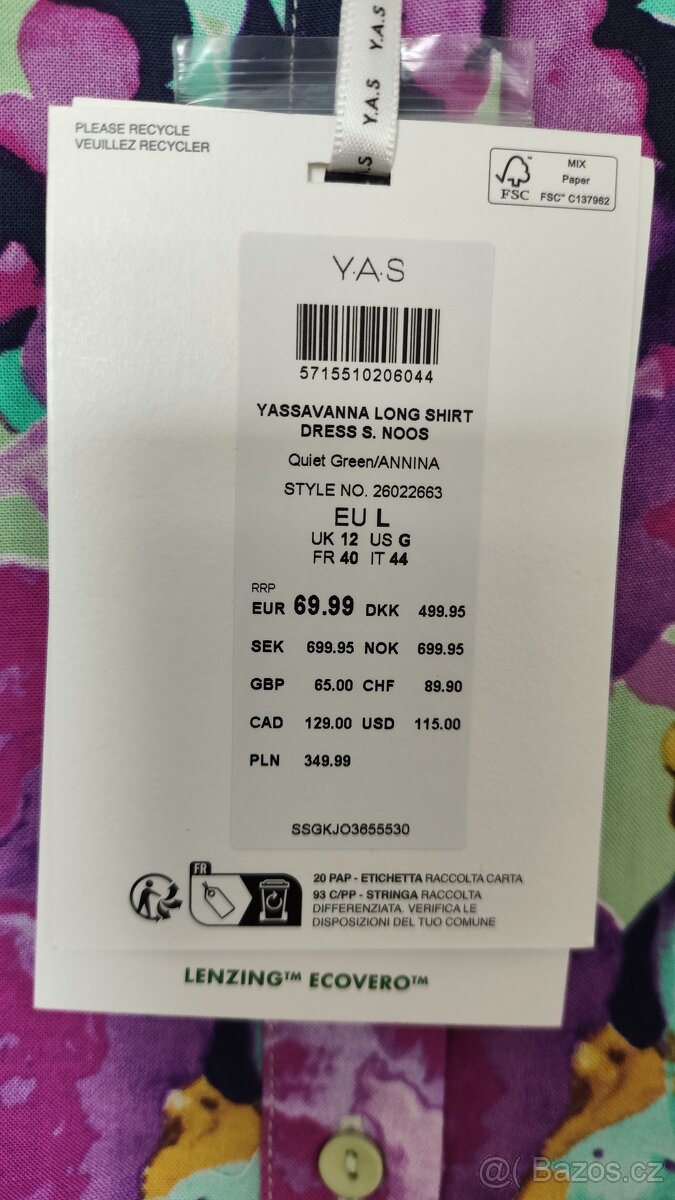 Y.A.S
Y.A.S
Y.A.S
PLEASE RECYCLE
VEUILLEZ RECYCLER
FSC™
MIX
Paper
FSC™ C137962
Y.A.S
5715510206044
YASSAVANNA LONG SHIRT
DRESS S. NOOS
Quiet Green/ANNINA
STYLE NO. 26022663
EU L
UK 12 US G
FR 40 IT 44
RRP
EUR 69.99 DKK 499.95
SEK 699.95 NOK 699.95
GBP 65.00 CHF 89.90
CAD 129.00 USD 115.00
PLN 349.99
SSGKJO3655530
FR
20 PAP - ETICHETTA RACCOLTA CARTA
93 C/PP - STRINGA RACCOLTA
DIFFERENZIATA. VERIFICA LE
DISPOSIZIONI DEL TUO COMUNE
LENZING™ ECOVERO™
@( Bazos.cz